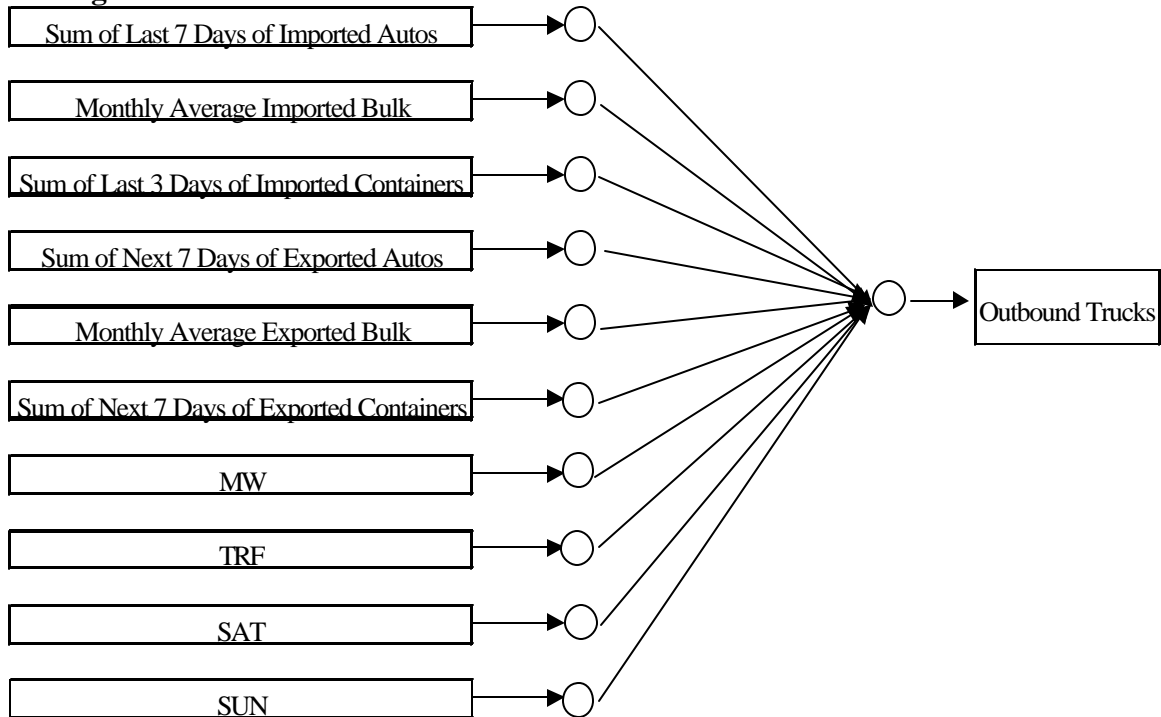 Sum of Last 7 Days of Imported Autos
Monthly Average Imported Bulk
Sum of Last 3 Days of Imported Containers
Sum of Next 7 Days of Exported Autos
Monthly Average Exported Bulk
Sum of Next 7 Days of Exported Containers
MW
TRF
SAT
SUN
Outbound Trucks